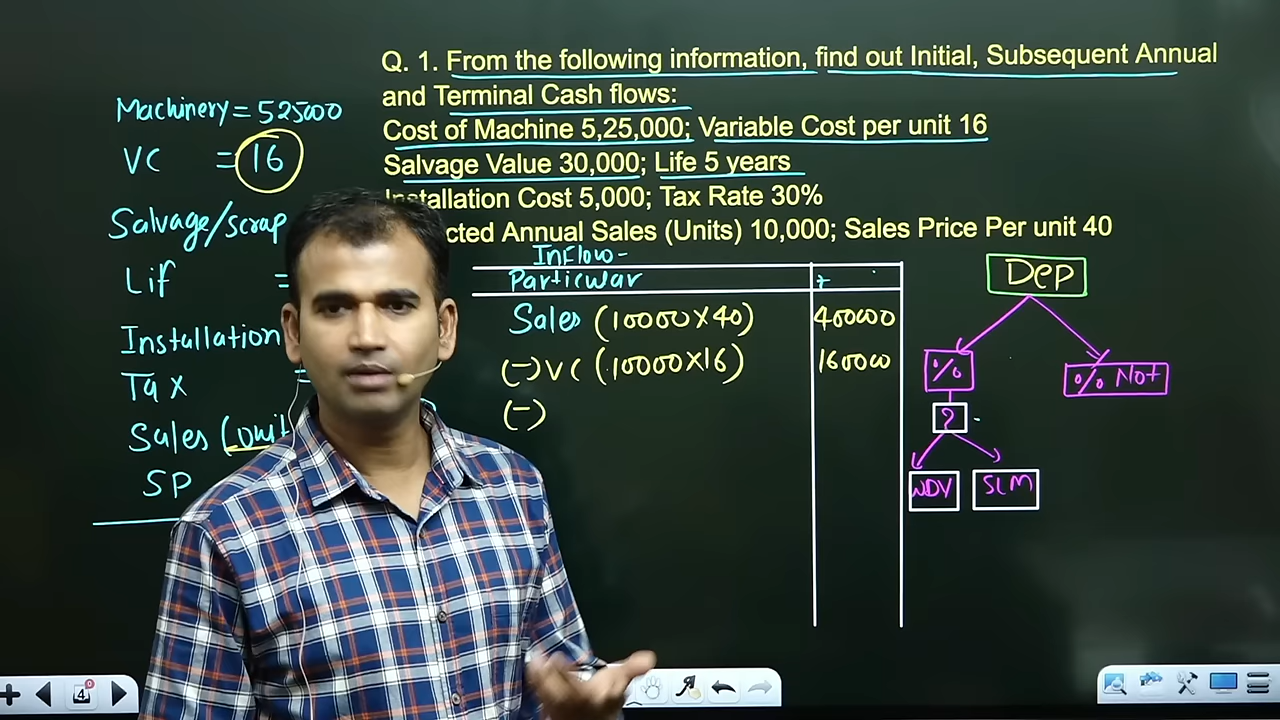 Q. 1. From the following information, find out Initial, Subsequent Annual
and Terminal Cash flows:
Cost of Machine 5,25,000; Variable Cost per unit 16
Salvage Value 30,000; Life 5 years
Installation Cost 5,000; Tax Rate 30%
cted Annual Sales (Units) 10,000; Sales Price Per unit 40
Machinery = 525000
VC = 16
Salvage/scrap
Lif =
Installation
Tax =
Sales (unit
SP
Inflow-
Particular
Sales (10000×40) 400000
(-) VC (10000×16) 160000
(-)
Dep
%
% Not
?
WDV
SLM
4
0